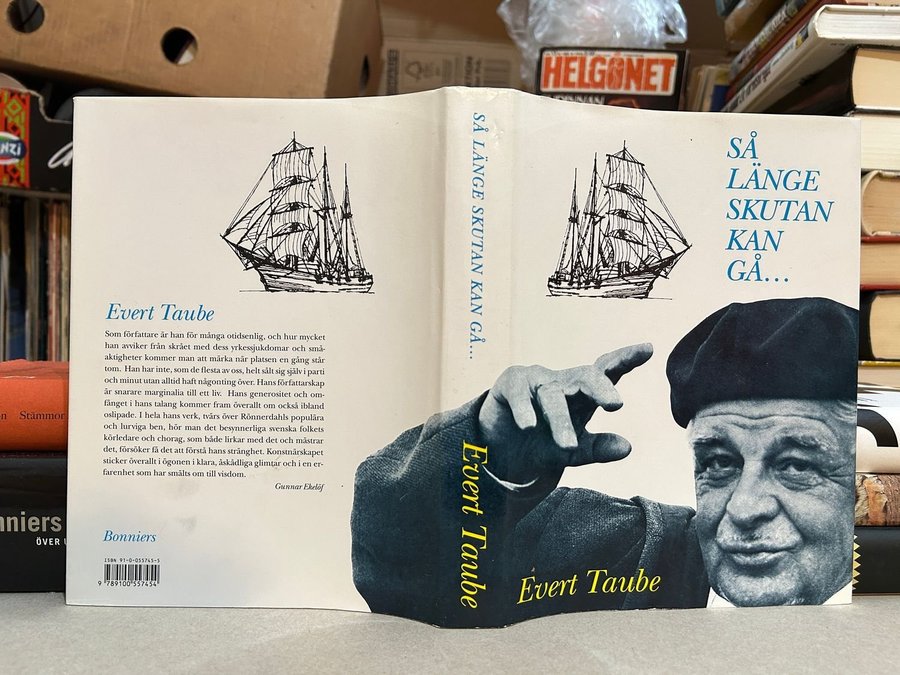 HELGONET
Evert Taube
Som författare är han för många otidsenlig, och hur mycket
han avviker från skrået med dess yrkessjukdomar och små-
aktigheter kommer man att märka när platsen en gång står
tom. Han har inte, som de flesta av oss, helt sålt sig själv i parti
och minut utan alltid haft någonting över. Hans författarskap
är snarare marginalia till ett liv. Hans generositet och om-
fånget i hans talang kommer fram överallt om också ibland
oslipade. I hela hans verk, tvärs över Rönnerdahls populära
och lurviga ben, hör man det besynnerliga svenska folkets
körledare och chorag, som både lirkar med det och mästrar
det, försöker få det att förstå hans stränghet. Konstnärskapet
sticker överallt i ögonen i klara, åskådliga glimtar och i en er-
farenhet som har smälts om till visdom.
Gunnar Ekelöf
Bonniers
ISBN 91-0-055745-5
9 789100 557454
SÅ LÄNGE SKUTAN KAN GÅ...
Evert Taube
SÅ
LÄNGE
SKUTAN
KAN
GÅ...
Evert Taube
Stämmor
nniers
ÖVER